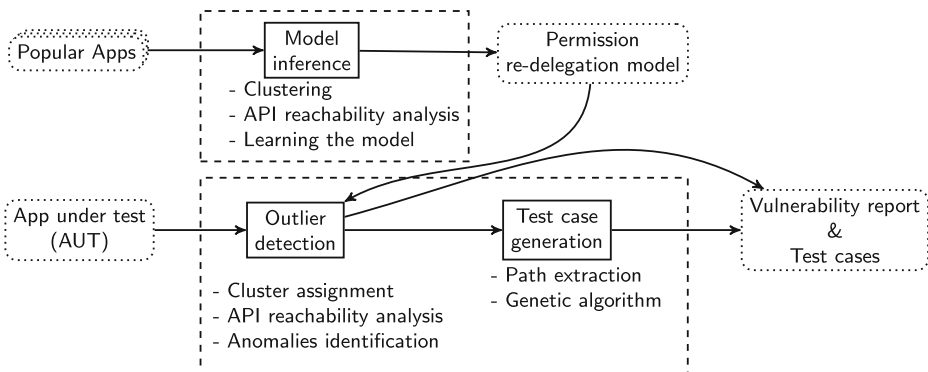 Popular Apps
Model
inference
- Clustering
- API reachability analysis
- Learning the model
Permission
re-delegation model
App under test
(AUT)
Outlier
detection
- Cluster assignment
- API reachability analysis
- Anomalies identification
Test case
generation
- Path extraction
- Genetic algorithm
Vulnerability report
&
Test cases